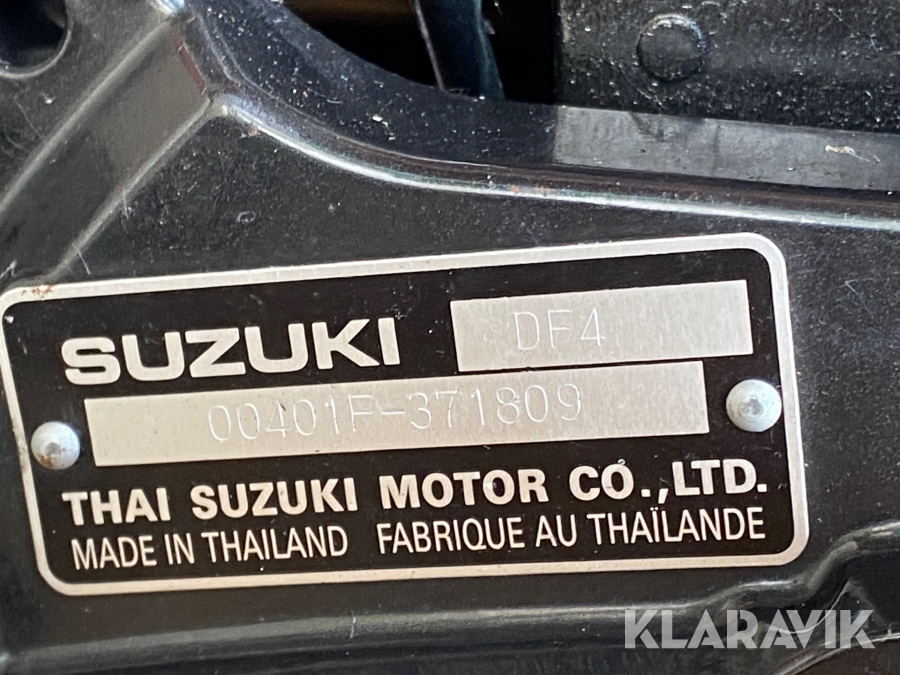 SUZUKI DF4
00401F-371809
THAI SUZUKI MOTOR CO.,LTD.
MADE IN THAILAND FABRIQUE AU THAÏLANDE
KLARAVIK